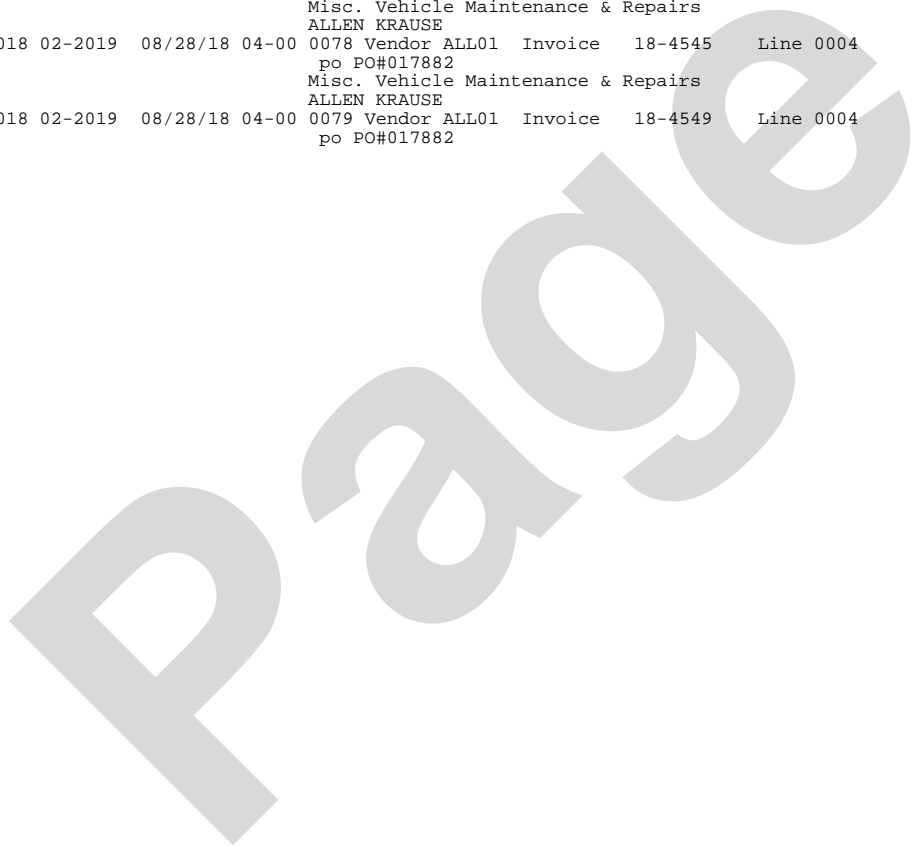 Misc. Vehicle Maintenance & Repairs
ALLEN KRAUSE
018 02-2019 08/28/18 04-00 0078 Vendor ALL01 Invoice 18-4545 Line 0004
po PO#017882
Misc. Vehicle Maintenance & Repairs
ALLEN KRAUSE
018 02-2019 08/28/18 04-00 0079 Vendor ALL01 Invoice 18-4549 Line 0004
po PO#017882
Page